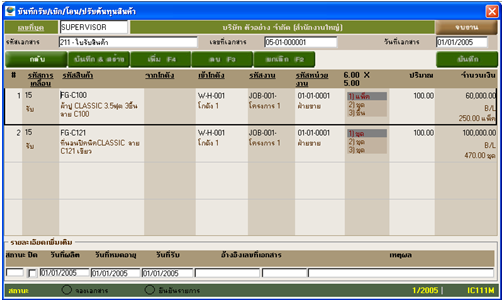 บันทึกรับ/เบิก/โอน/ปรับต้นทุนสินค้า
เลขที่ชุด SUPERVISOR บริษัท ตัวอย่าง จำกัด (สำนักงานใหญ่) จบงาน
รหัสเอกสาร 211 - ใบรับสินค้า เลขที่เอกสาร 05-01-000001 วันที่เอกสาร 01/01/2005
กลับ บันทึก & สร้าง เพิ่ม F4 ลบ F3 ยกเลิก F2 บันทึก
# รหัสการเคลื่อน รหัสสินค้า จากโกดัง เข้าโกดัง รหัสงาน รหัสหน่วยงาน 6.00 X 5.00 ปริมาณ จำนวนเงิน
1 15 FG-C100 W-H-001 JOB-001- 01-01-0001 1) แพ็ค 100.00 60,000.00
รับ ผ้าปู CLASSIC 3.5ฟุต 3ชิ้น ลาย C100 โกดัง 1 โครงการ 1 ฝ่ายขาย 2) ชุด B/L
3) ชิ้น 250.00 แพ็ค
2 15 FG-C121 W-H-001 JOB-001- 01-01-0001 1) ชุด 100.00 100,000.00
รับ ที่นอนปิคนิคCLASSIC ลาย C121 เขียว โกดัง 1 โครงการ 1 ฝ่ายขาย 2) ชุด B/L
3) ชุด 470.00 ชุด
รายละเอียดเพิ่มเติม
สถานะ ปิด วันที่ผลิต วันที่หมดอายุ วันที่รับ อ้างอิงเลขที่เอกสาร เหตุผล
01/01/2005 01/01/2005 01/01/2005
สถานะ จองเอกสาร ยืนยันรายการ 1/2005 | IC111M